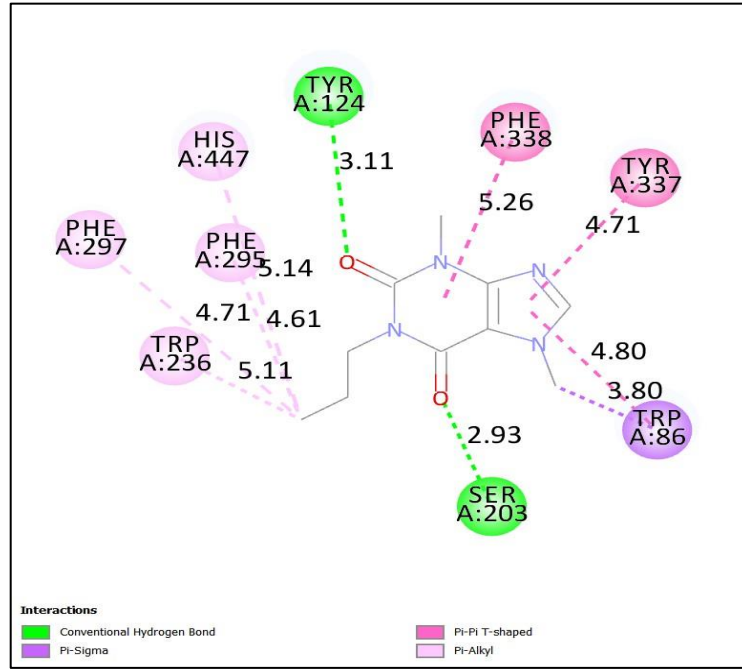 TYR
A:124
PHE
A:338
HIS
A:447
TYR
A:337
3.11
PHE
A:297
PHE
A:295
5.26
4.71
5.14
O
N
N
4.71
4.61
TRP
A:236
5.11
N
N
4.80
3.80
O
TRP
A:86
2.93
SER
A:203
Interactions
Conventional Hydrogen Bond
Pi-Sigma
Pi-Pi T-shaped
Pi-Alkyl